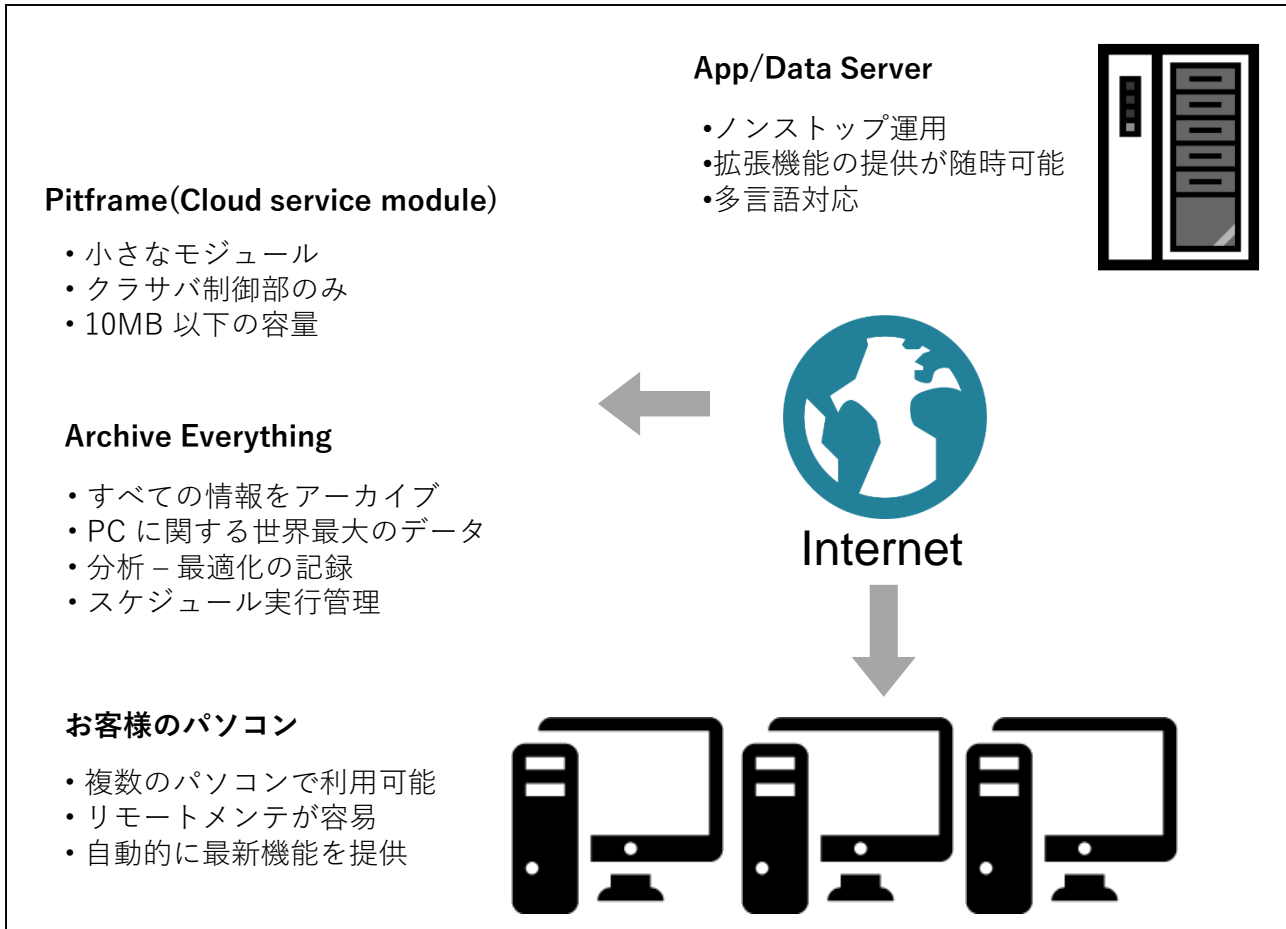 App/Data Server
•ノンストップ運用
•拡張機能の提供が随時可能
•多言語対応
Pitframe(Cloud service module)
• 小さなモジュール
• クラサバ制御部のみ
• 10MB 以下の容量
Archive Everything
• すべての情報をアーカイブ
• PC に関する世界最大のデータ
• 分析 – 最適化の記録
• スケジュール実行管理
Internet
お客様のパソコン
• 複数のパソコンで利用可能
• リモートメンテが容易
• 自動的に最新機能を提供